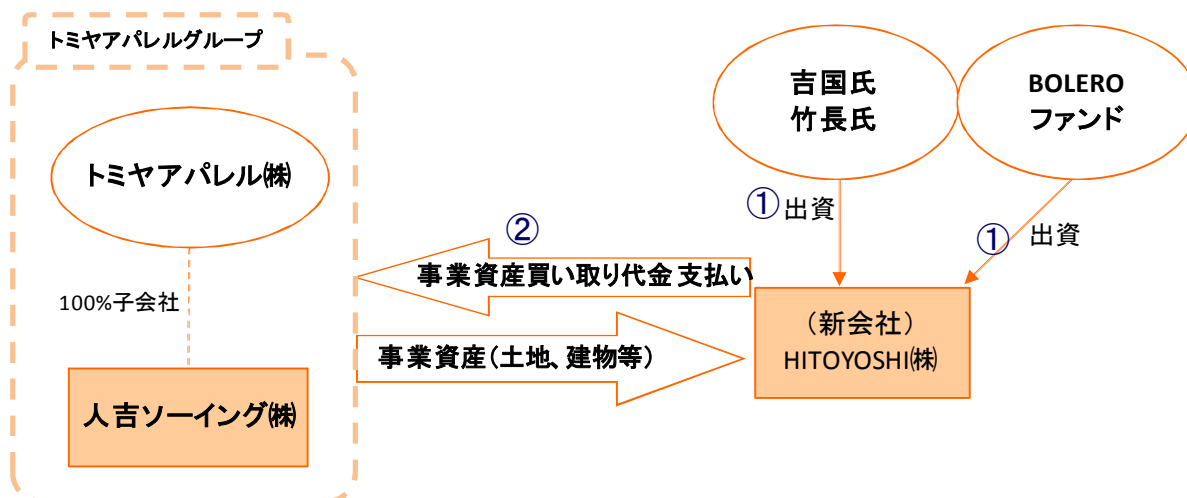 トミヤアパレルグループ
トミヤアパレル㈱
100%子会社
人吉ソーイング㈱
②
事業資産買い取り代金 支払い
事業資産（土地、建物等）
吉国氏
竹長氏
BOLERO
ファンド
① 出資
① 出資
（新会社）
HITOYOSHI㈱